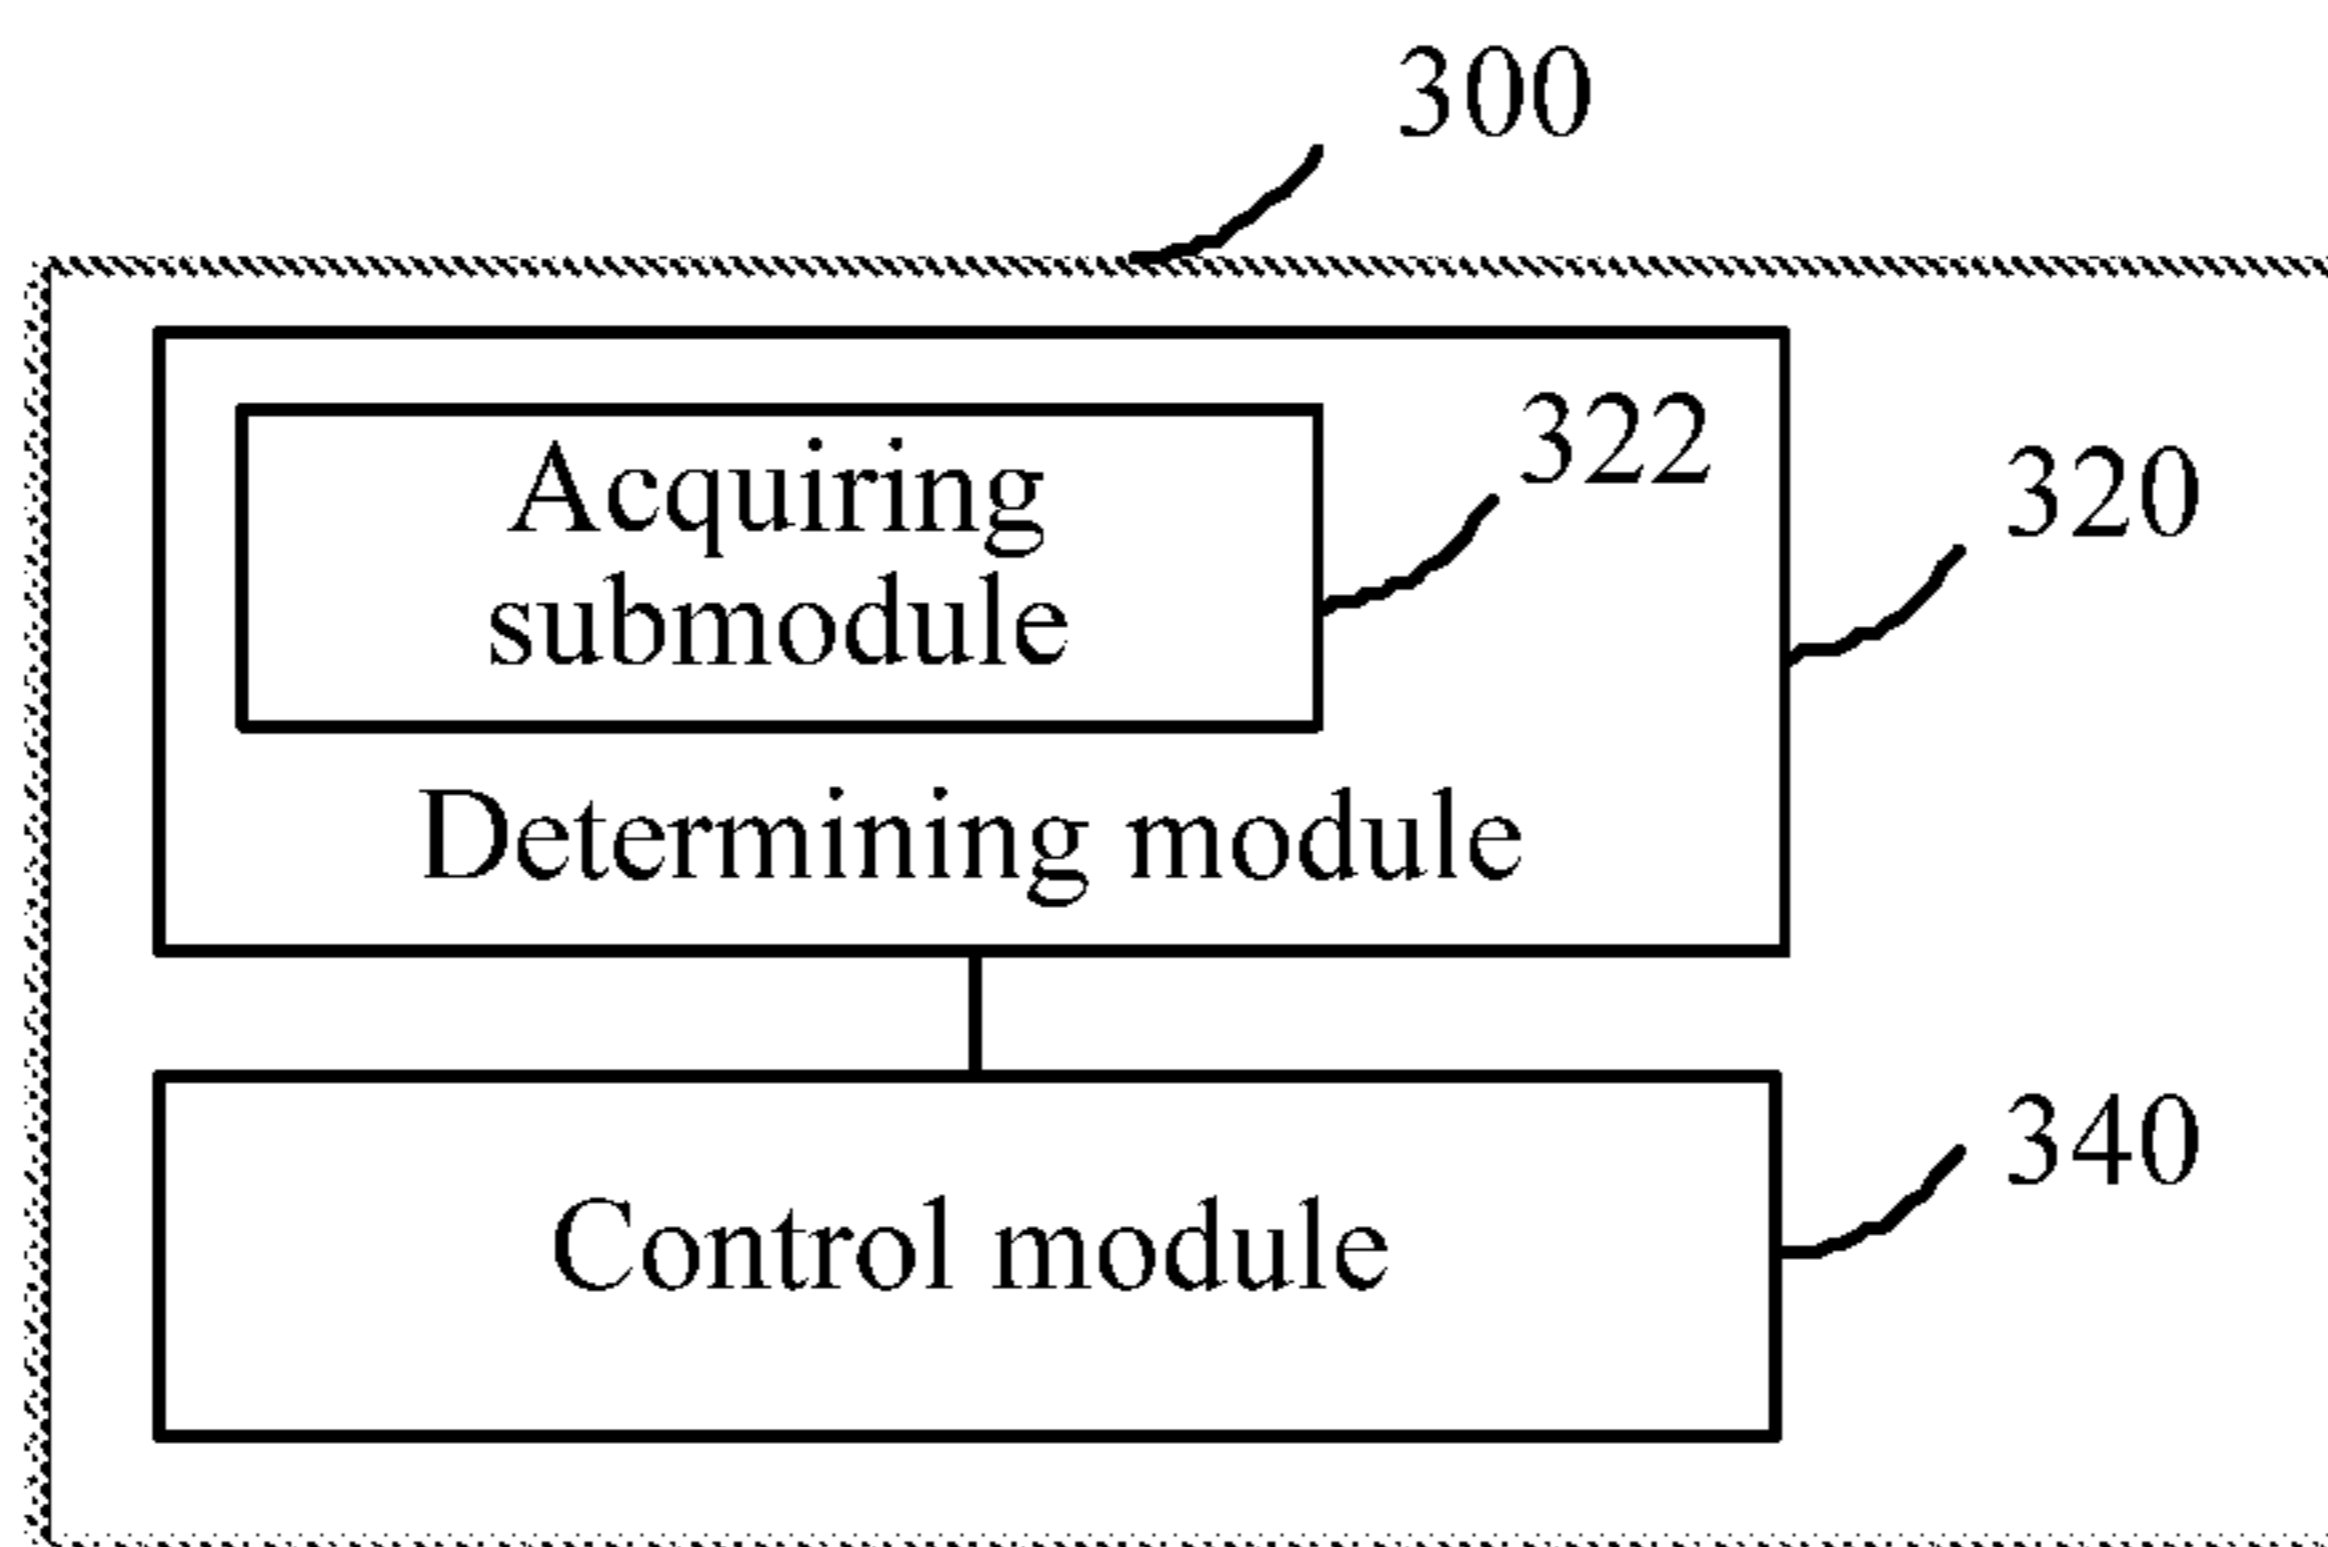 300
Acquiring
submodule
322
320
Determining module
Control module
340